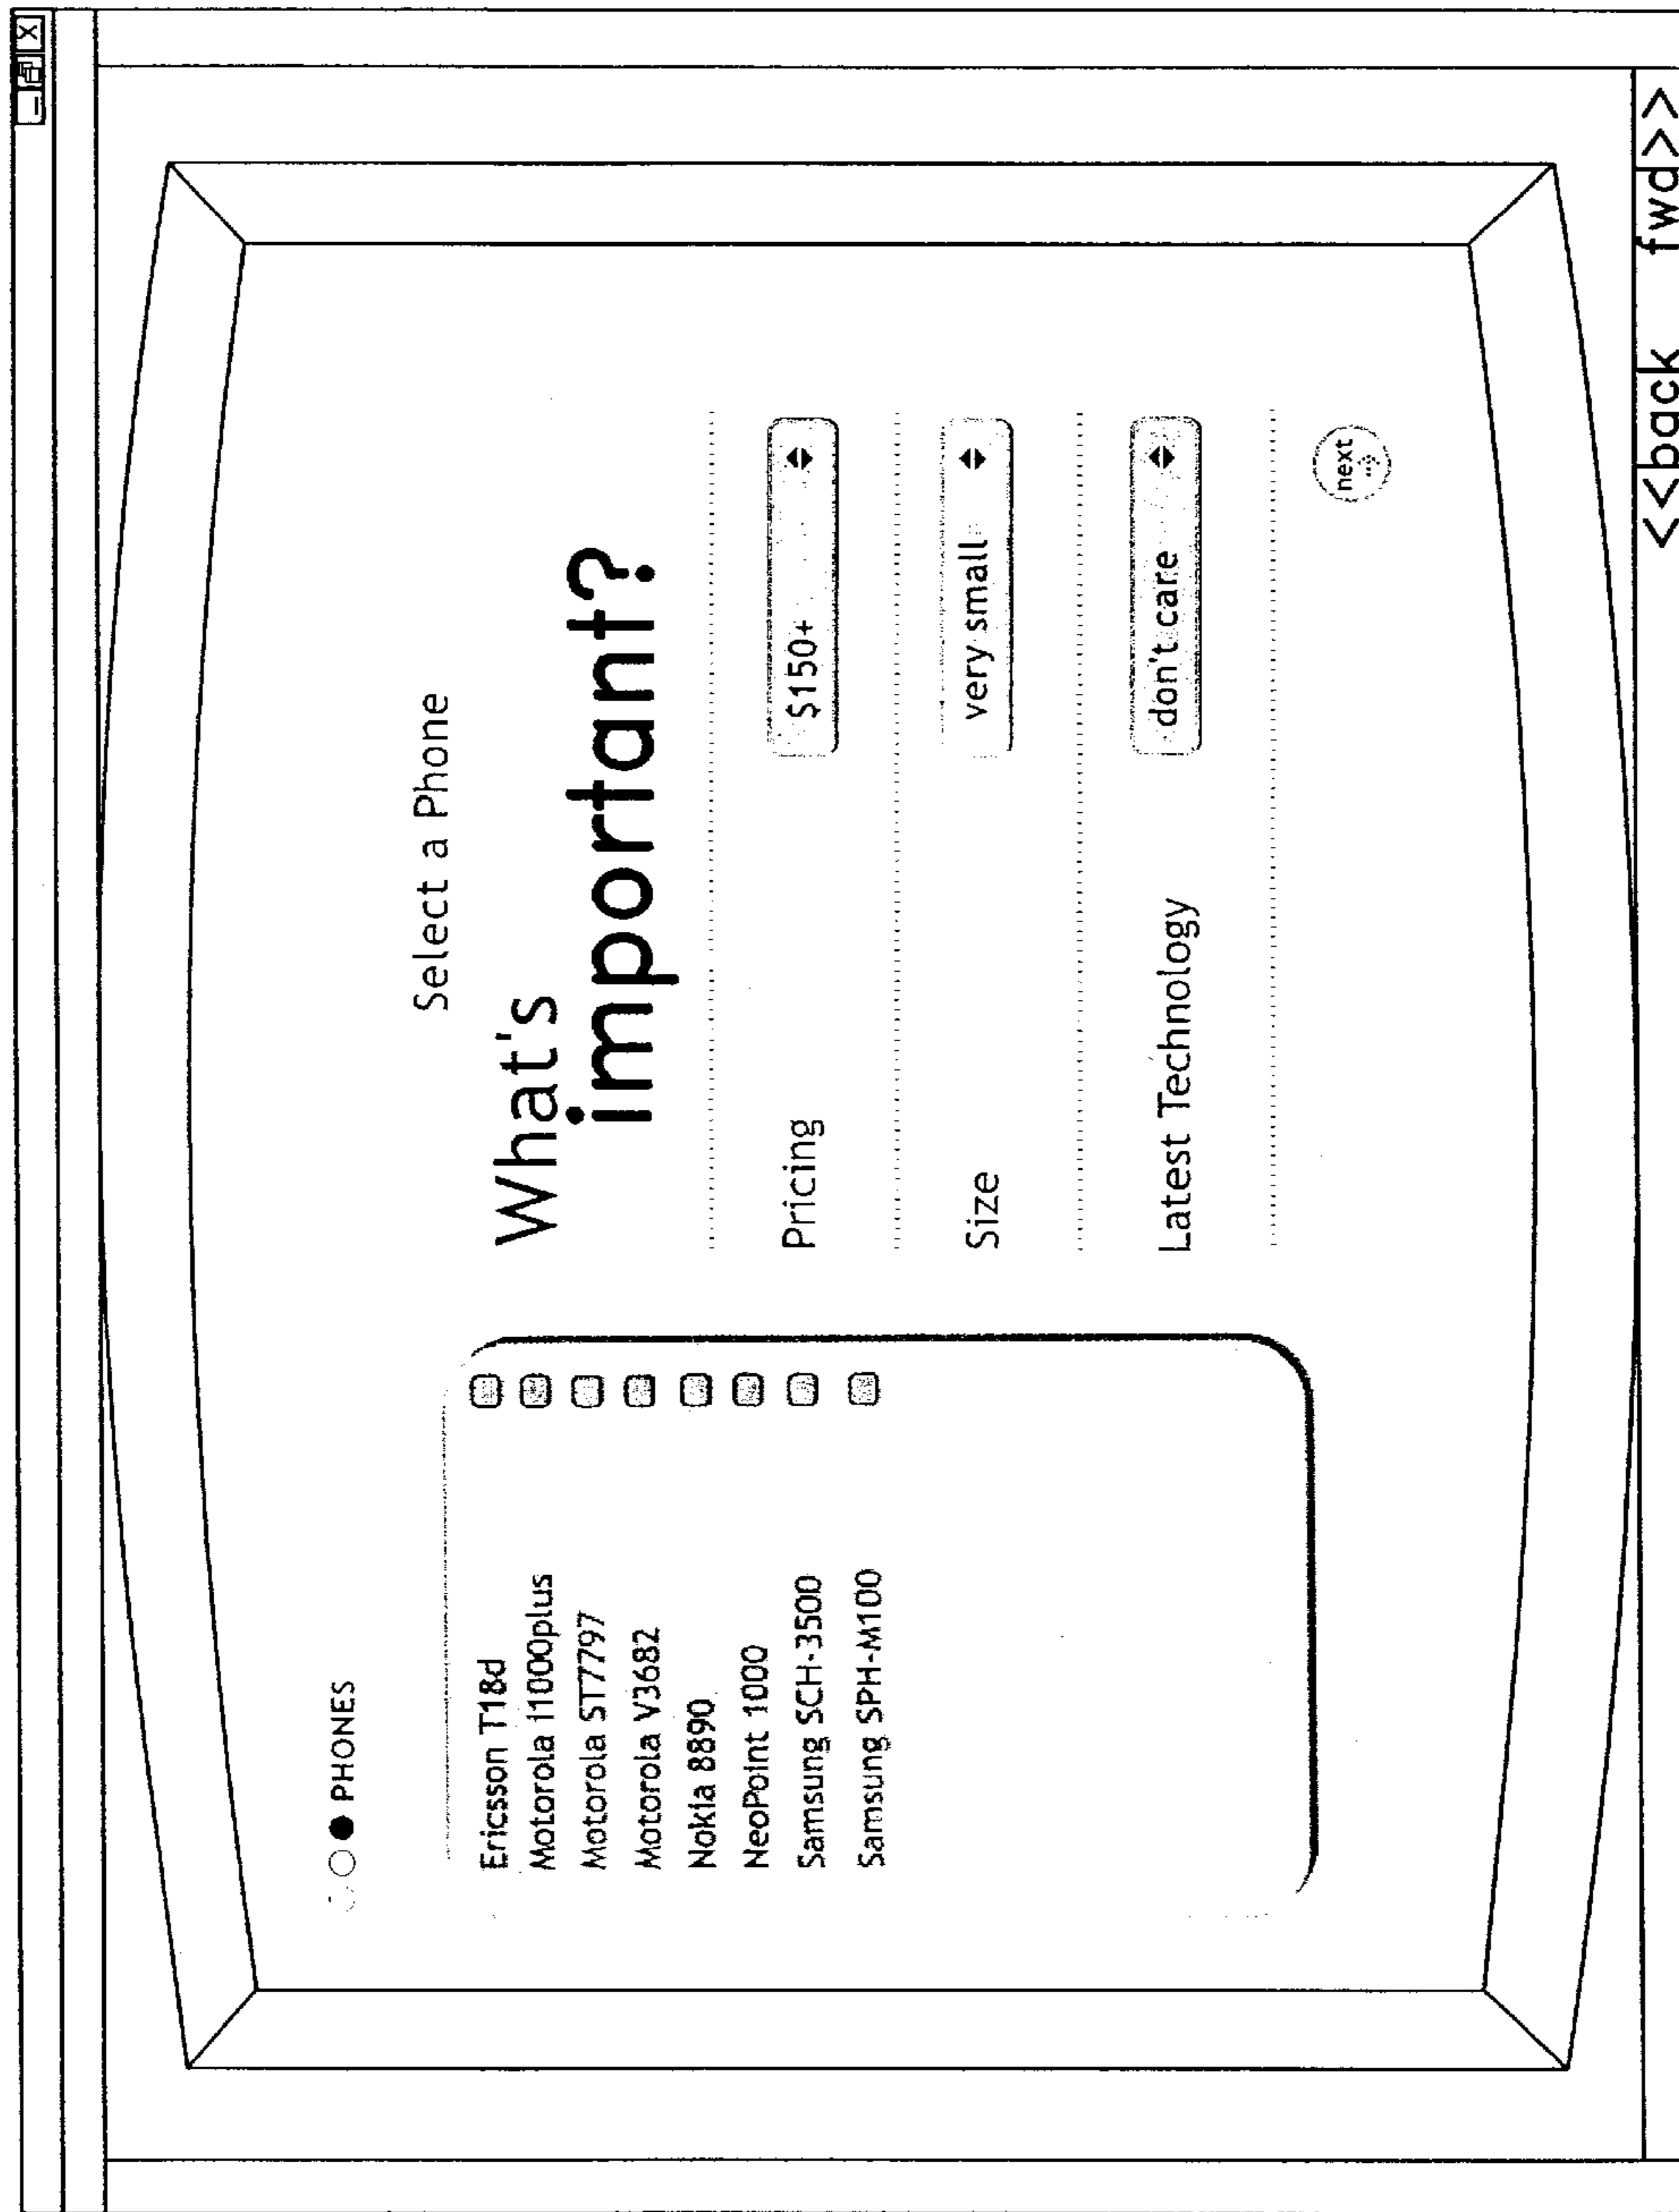 PHONES
Ericsson T18d
Motorola i1000plus
Motorola ST7797
Motorola V3682
Nokia 8890
NeoPoint 1000
Samsung SCH-3500
Samsung SPH-M100
Select a Phone
What's
important?
Pricing
$150+
Size
very small
Latest Technology
don't care
next
<<back fwd>>